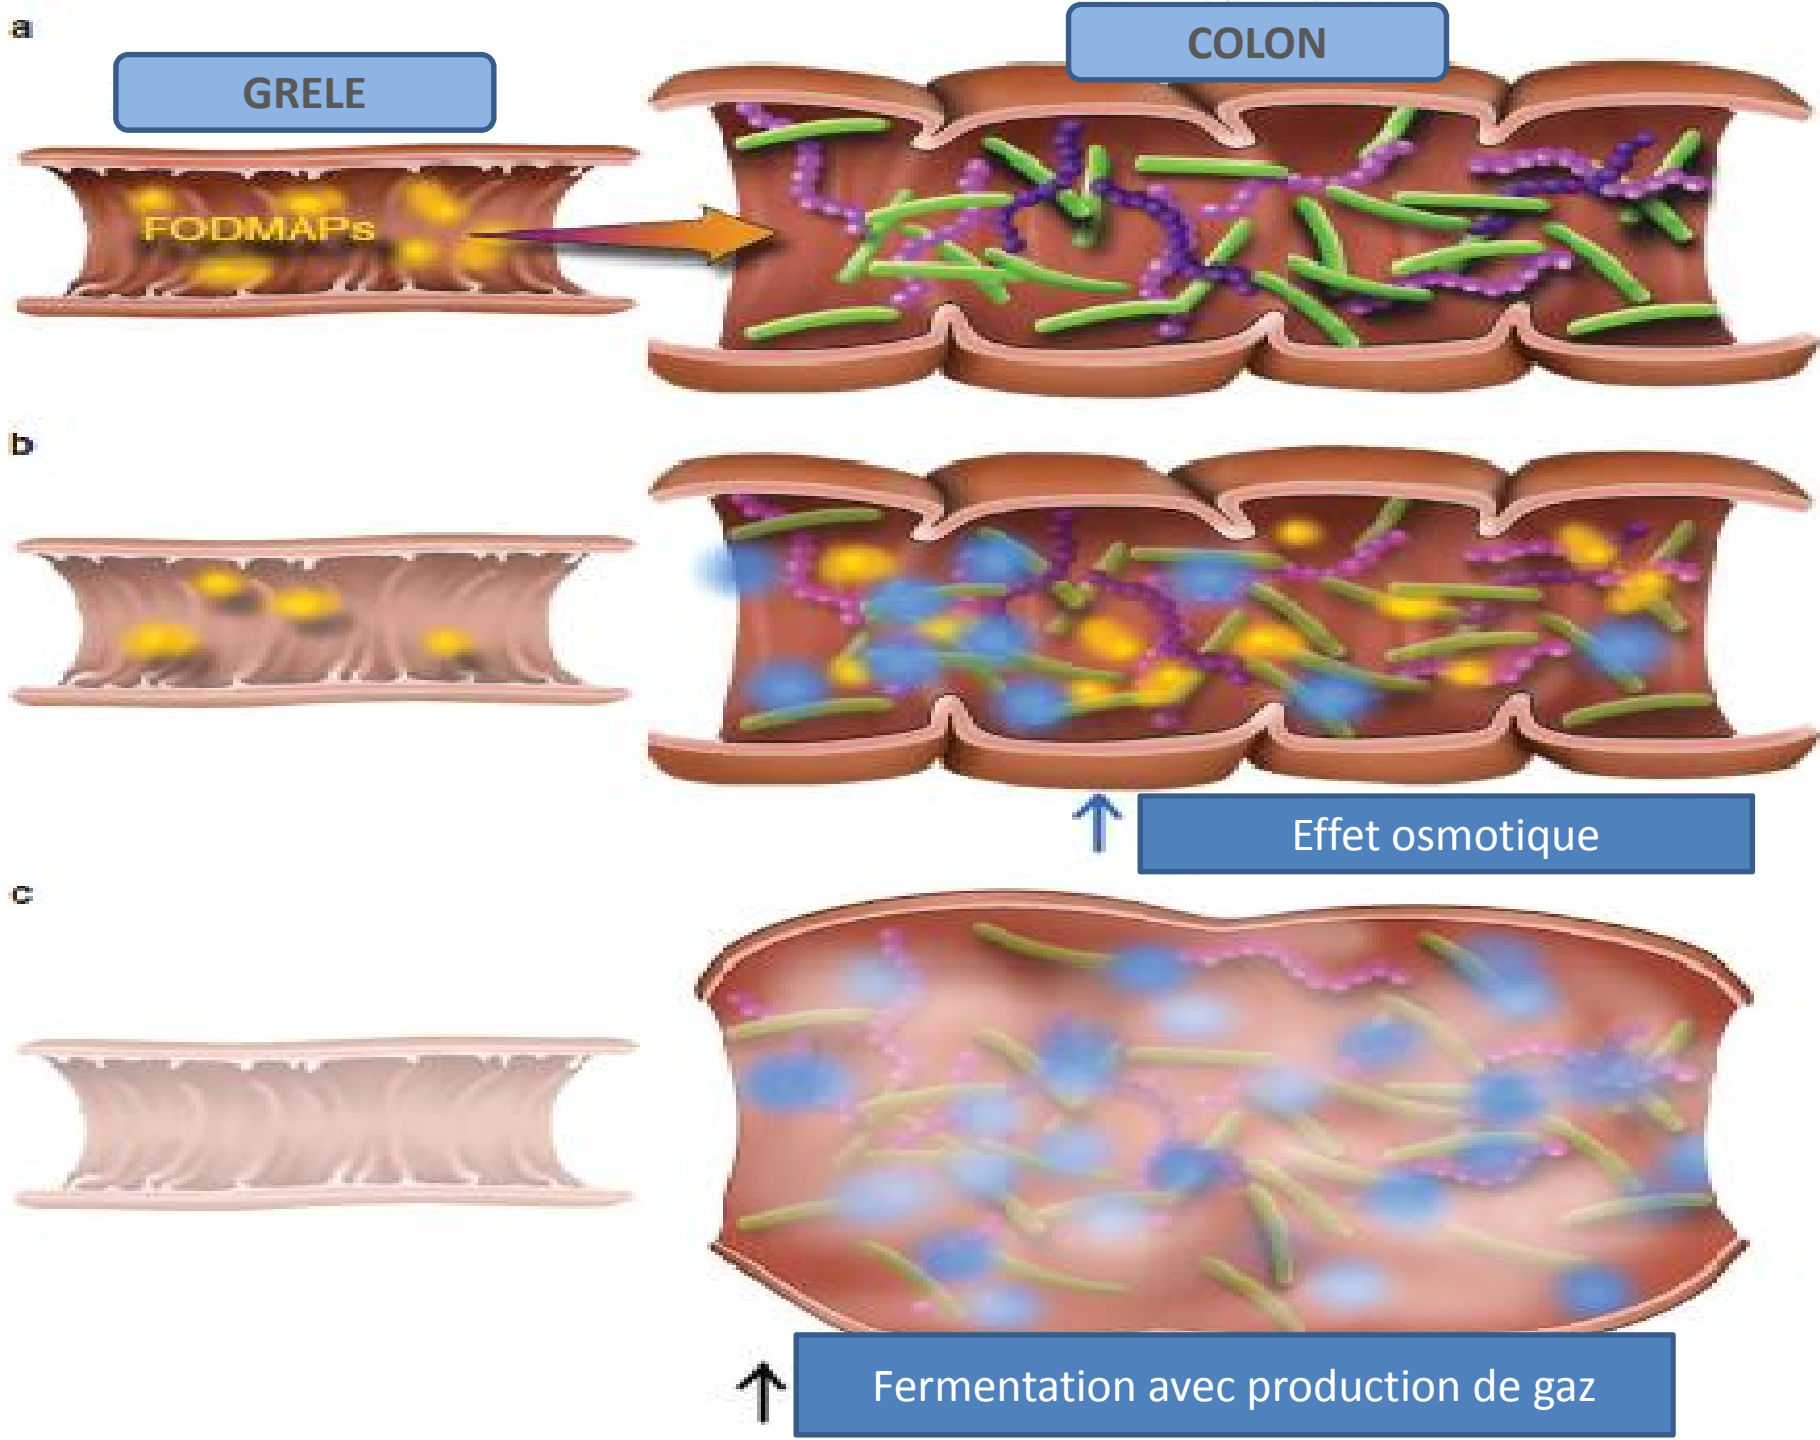 a
COLON
GRELE
FODMAPs
b
↑ Effet osmotique
c
↑ Fermentation avec production de gaz